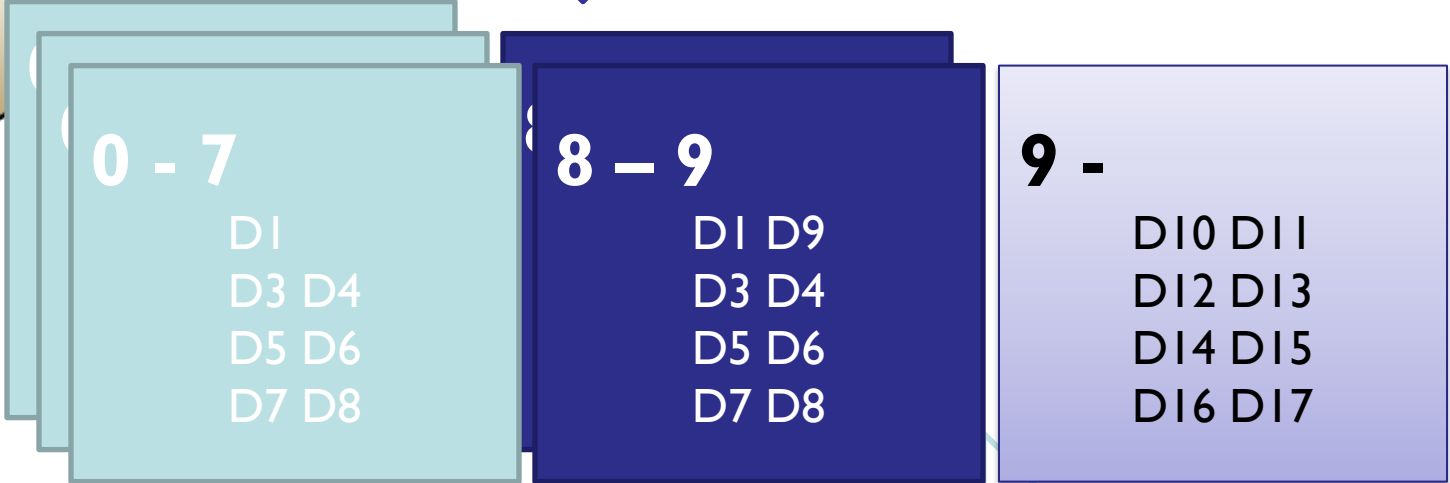 0 - 7
D1
D3 D4
D5 D6
D7 D8
8 – 9
D1 D9
D3 D4
D5 D6
D7 D8
9 -
D10 D11
D12 D13
D14 D15
D16 D17